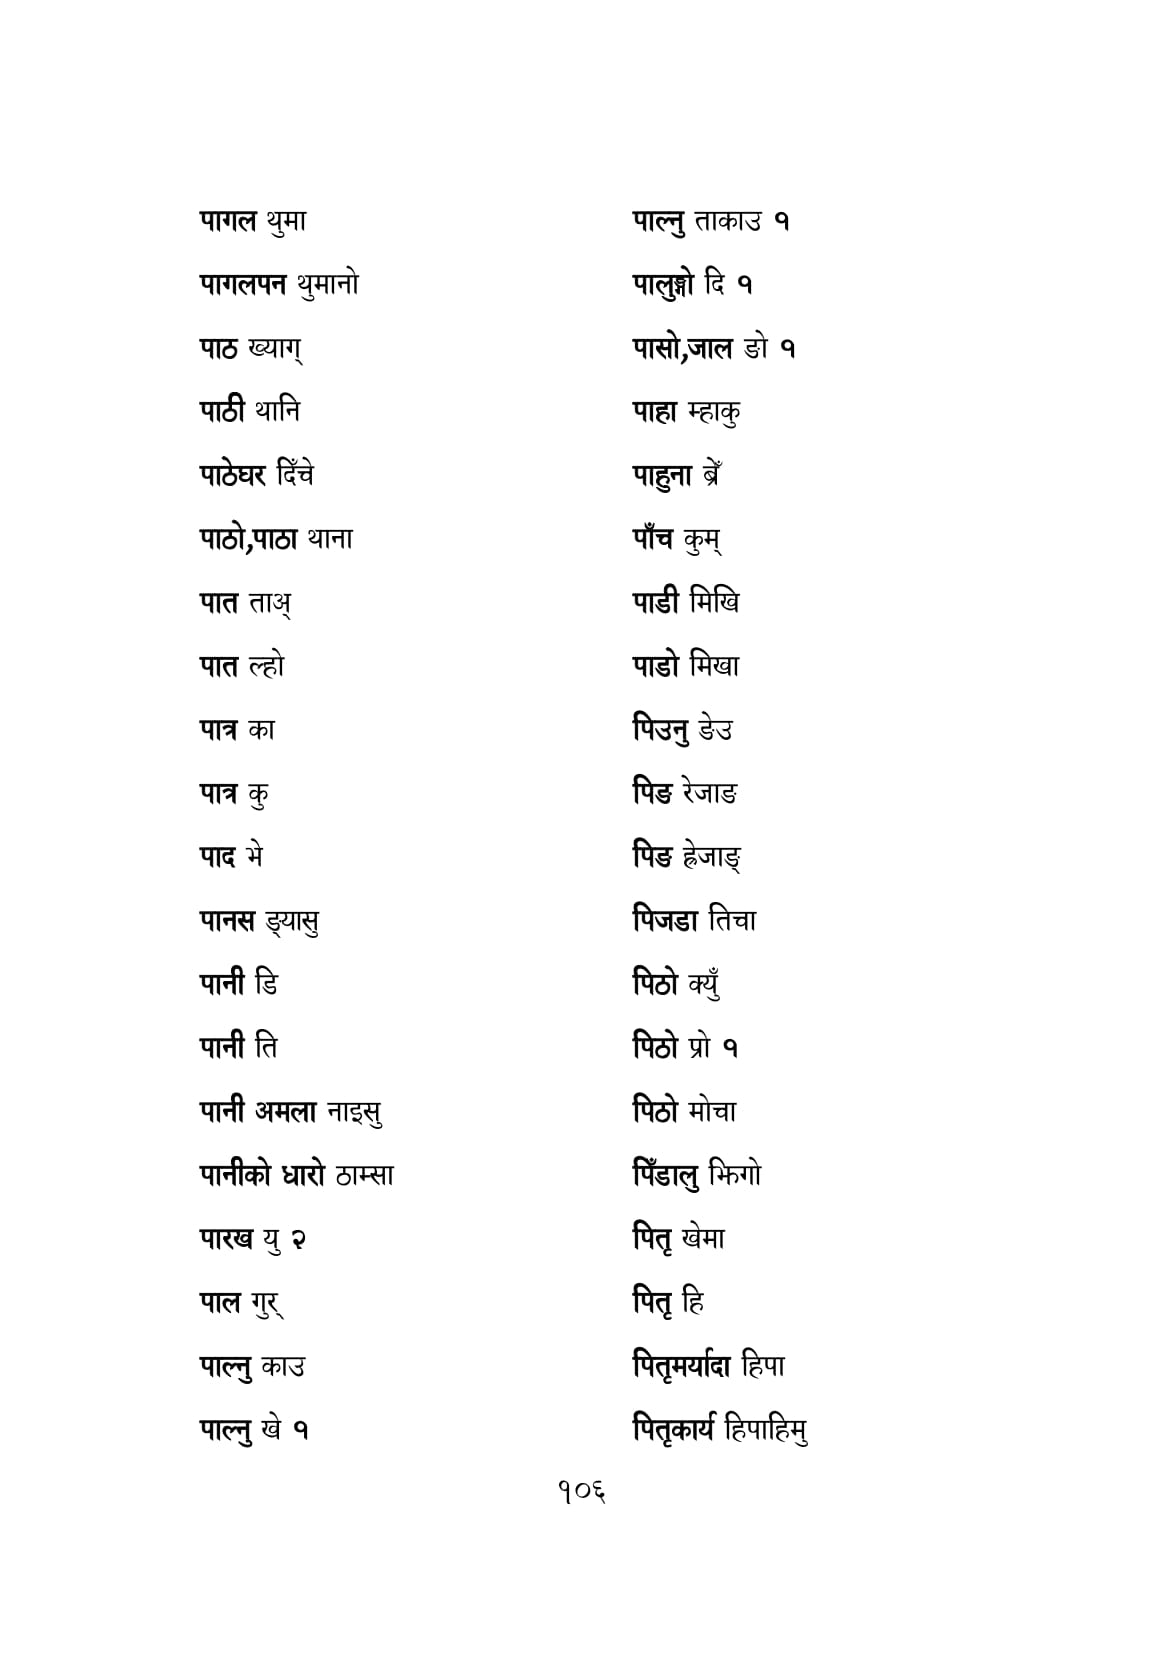 पागल थुमा
पागलपन थुमानो
पाठ ख्याग्
पाठी थानि
पाठेघर दिँचे
पाठो,पाठा थाना
पात ताअ्
पात ल्हो
पात्र का
पात्र कु
पाद भे
पानस ङ्यासु
पानी डि
पानी ति
पानी अमला नाइसु
पानीको धारो ठाम्सा
पारख यु २
पाल गुर्
पाल्नु काउ
पाल्नु खे १
पाल्नु ताकाउ १
पालुङ्गो दि १
पासो,जाल ङो १
पाहा म्हाकु
पाहुना ब्रेँ
पाँच कुम्
पाडी मिखि
पाडो मिखा
पिउनु ङेउ
पिङ रेजाङ
पिङ ह्रेजाङ्
पिजडा तिचा
पिठो क्युँ
पिठो प्रो १
पिठो मोचा
पिँडालु झिगो
पितृ खेमा
पितृ हि
पितृमर्यादा हिपा
पितृकार्य हिपाहिमु
१०६